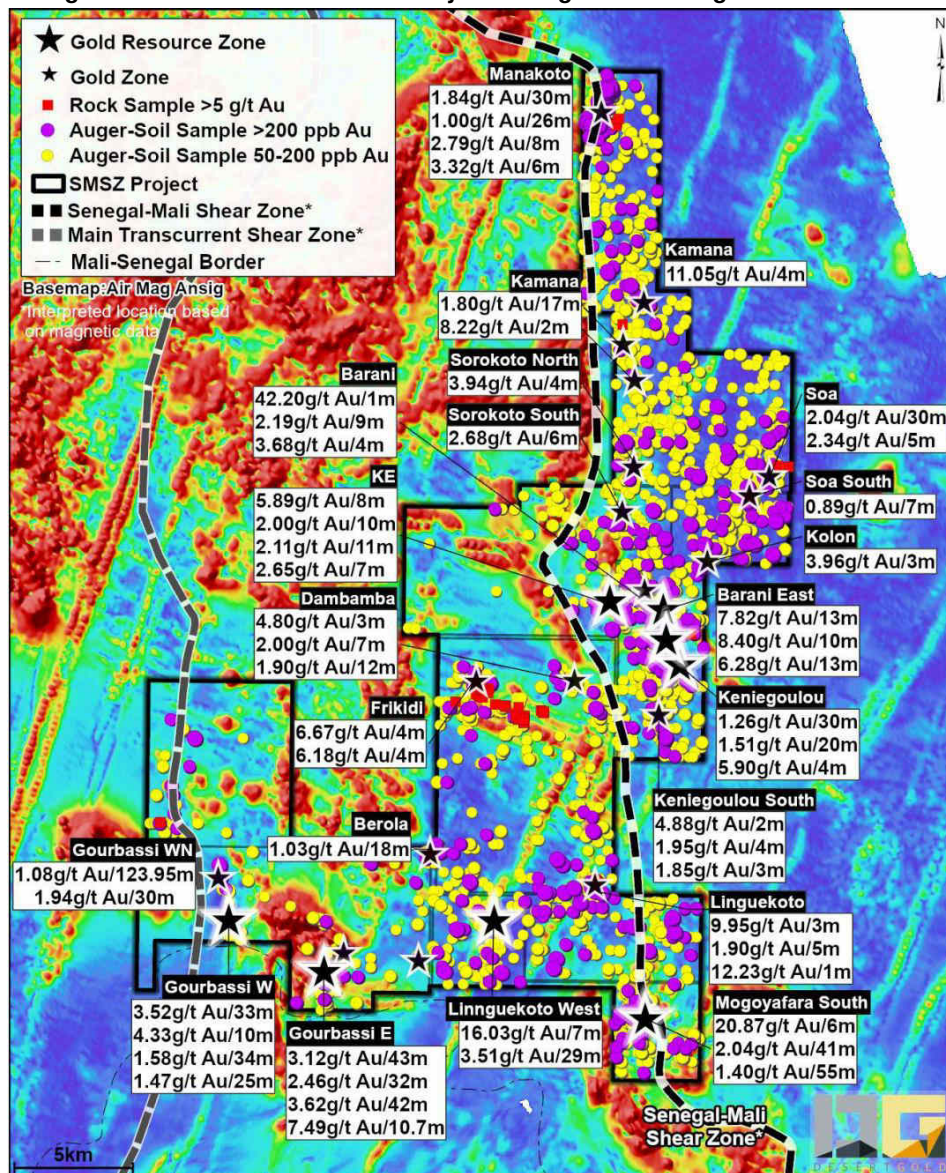 Gold Resource Zone
Gold Zone
Rock Sample >5 g/t Au
Auger-Soil Sample >200 ppb Au
Auger-Soil Sample 50-200 ppb Au
SMSZ Project
Senegal-Mali Shear Zone*
Main Transcurrent Shear Zone*
Mali-Senegal Border
Basemap:Air Mag Ansig
*Interpreted location based
on magnetic data
N
Manakoto
1.84g/t Au/30m
1.00g/t Au/26m
2.79g/t Au/8m
3.32g/t Au/6m
Kamana
11.05g/t Au/4m
Kamana
1.80g/t Au/17m
8.22g/t Au/2m
Sorokoto North
3.94g/t Au/4m
Sorokoto South
2.68g/t Au/6m
Barani
42.20g/t Au/1m
2.19g/t Au/9m
3.68g/t Au/4m
KE
5.89g/t Au/8m
2.00g/t Au/10m
2.11g/t Au/11m
2.65g/t Au/7m
Dambamba
4.80g/t Au/3m
2.00g/t Au/7m
1.90g/t Au/12m
Frikidi
6.67g/t Au/4m
6.18g/t Au/4m
Berola
1.03g/t Au/18m
Soa
2.04g/t Au/30m
2.34g/t Au/5m
Soa South
0.89g/t Au/7m
Kolon
3.96g/t Au/3m
Barani East
7.82g/t Au/13m
8.40g/t Au/10m
6.28g/t Au/13m
Keniegoulou
1.26g/t Au/30m
1.51g/t Au/20m
5.90g/t Au/4m
Keniegoulou South
4.88g/t Au/2m
1.95g/t Au/4m
1.85g/t Au/3m
Linguekoto
9.95g/t Au/3m
1.90g/t Au/5m
12.23g/t Au/1m
Mogoyafara South
20.87g/t Au/6m
2.04g/t Au/41m
1.40g/t Au/55m
Gourbassi WN
1.08g/t Au/123.95m
1.94g/t Au/30m
Gourbassi W
3.52g/t Au/33m
4.33g/t Au/10m
1.58g/t Au/34m
1.47g/t Au/25m
Gourbassi E
3.12g/t Au/43m
2.46g/t Au/32m
3.62g/t Au/42m
7.49g/t Au/10.7m
Linnguekoto West
16.03g/t Au/7m
3.51g/t Au/29m
Senegal-Mali
Shear Zone*
5km
DESERTGOLD